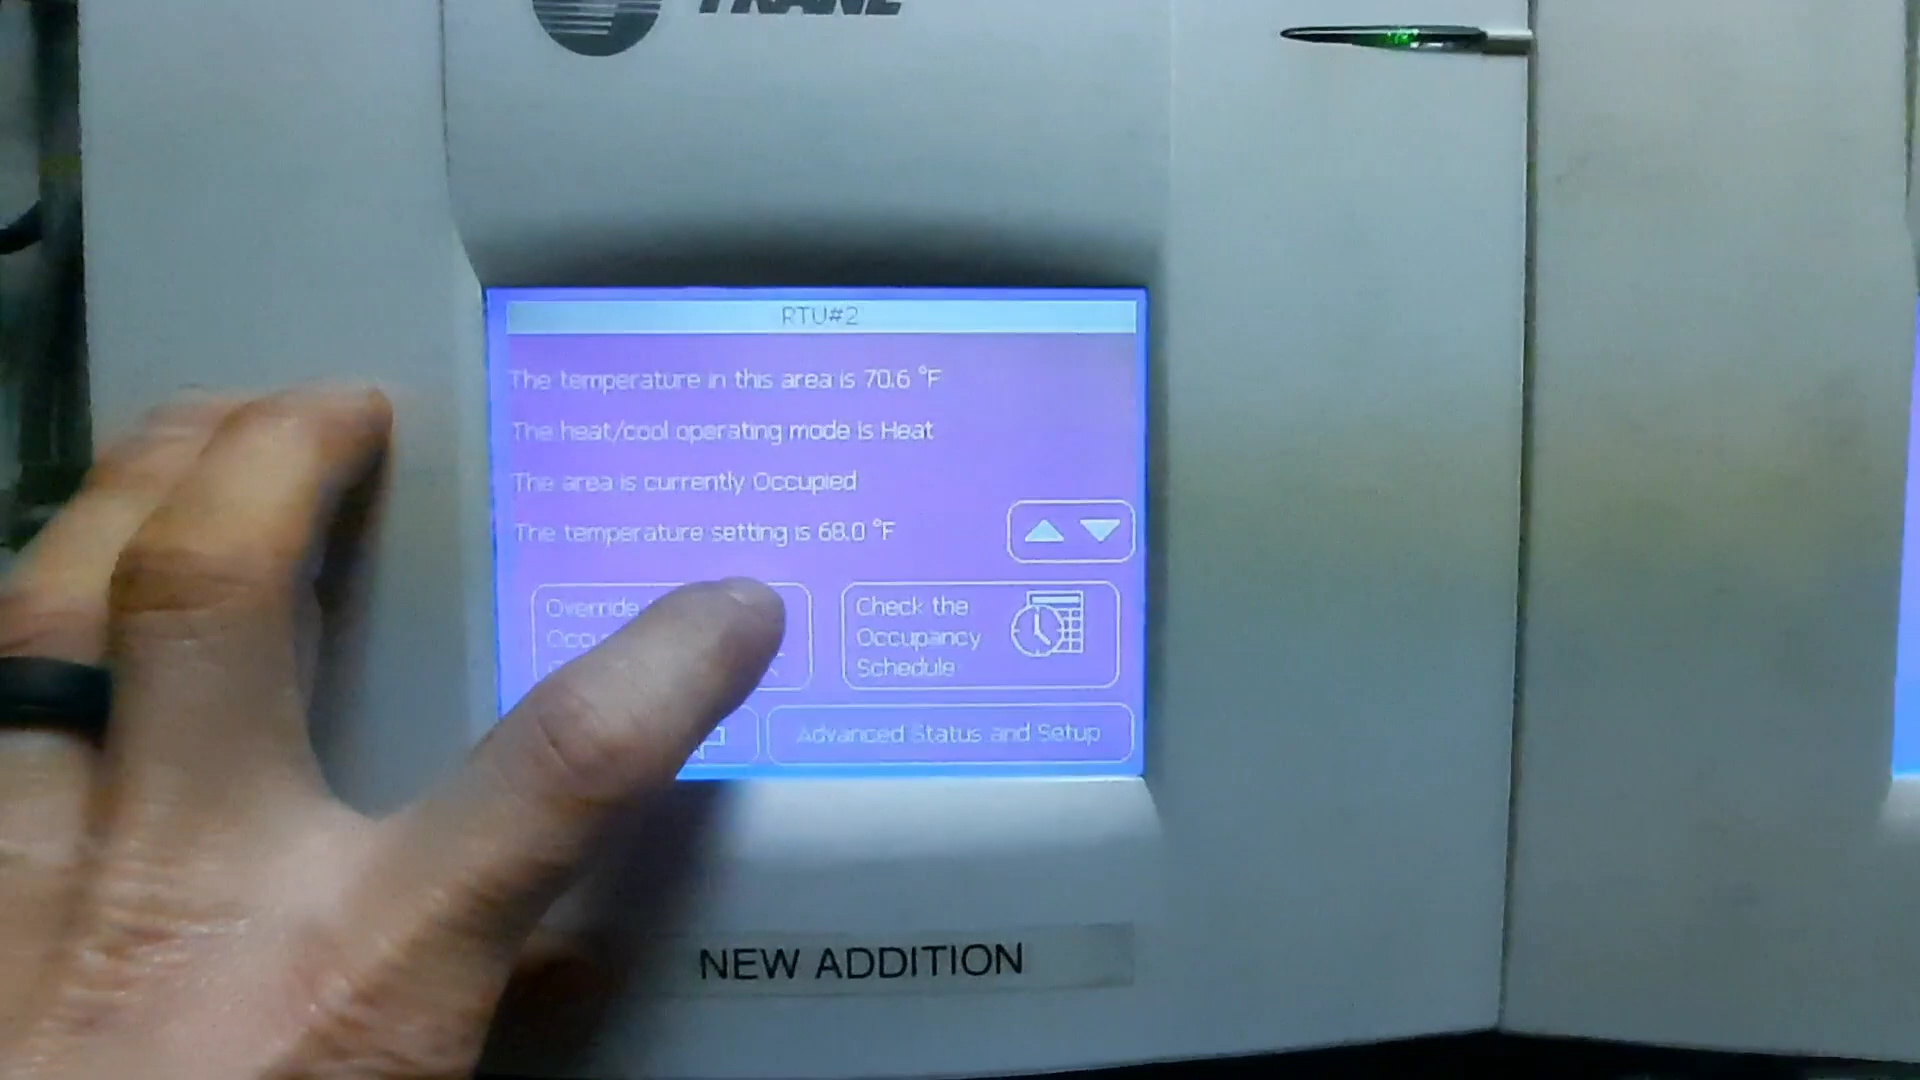 TRANE
RTU#2
The temperature in this area is 70.6 °F
The heat/cool operating mode is Heat
The area is currently Occupied
The temperature setting is 68.0 °F
Override
Check the
Occupancy
Schedule
Advanced Status and Setup
NEW ADDITION